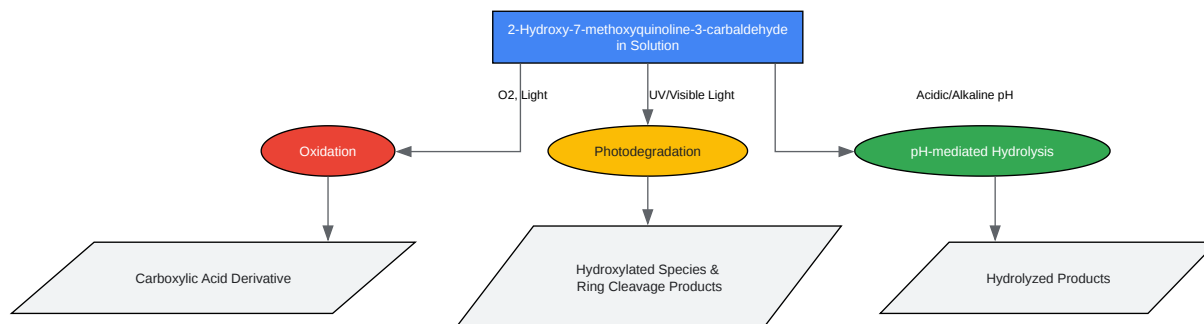 2-Hydroxy-7-methoxyquinoline-3-carbaldehyde
in Solution
O2, Light
UV/Visible Light
Acidic/Alkaline pH
Oxidation
Photodegradation
pH-mediated Hydrolysis
Carboxylic Acid Derivative
Hydroxylated Species &
Ring Cleavage Products
Hydrolyzed Products